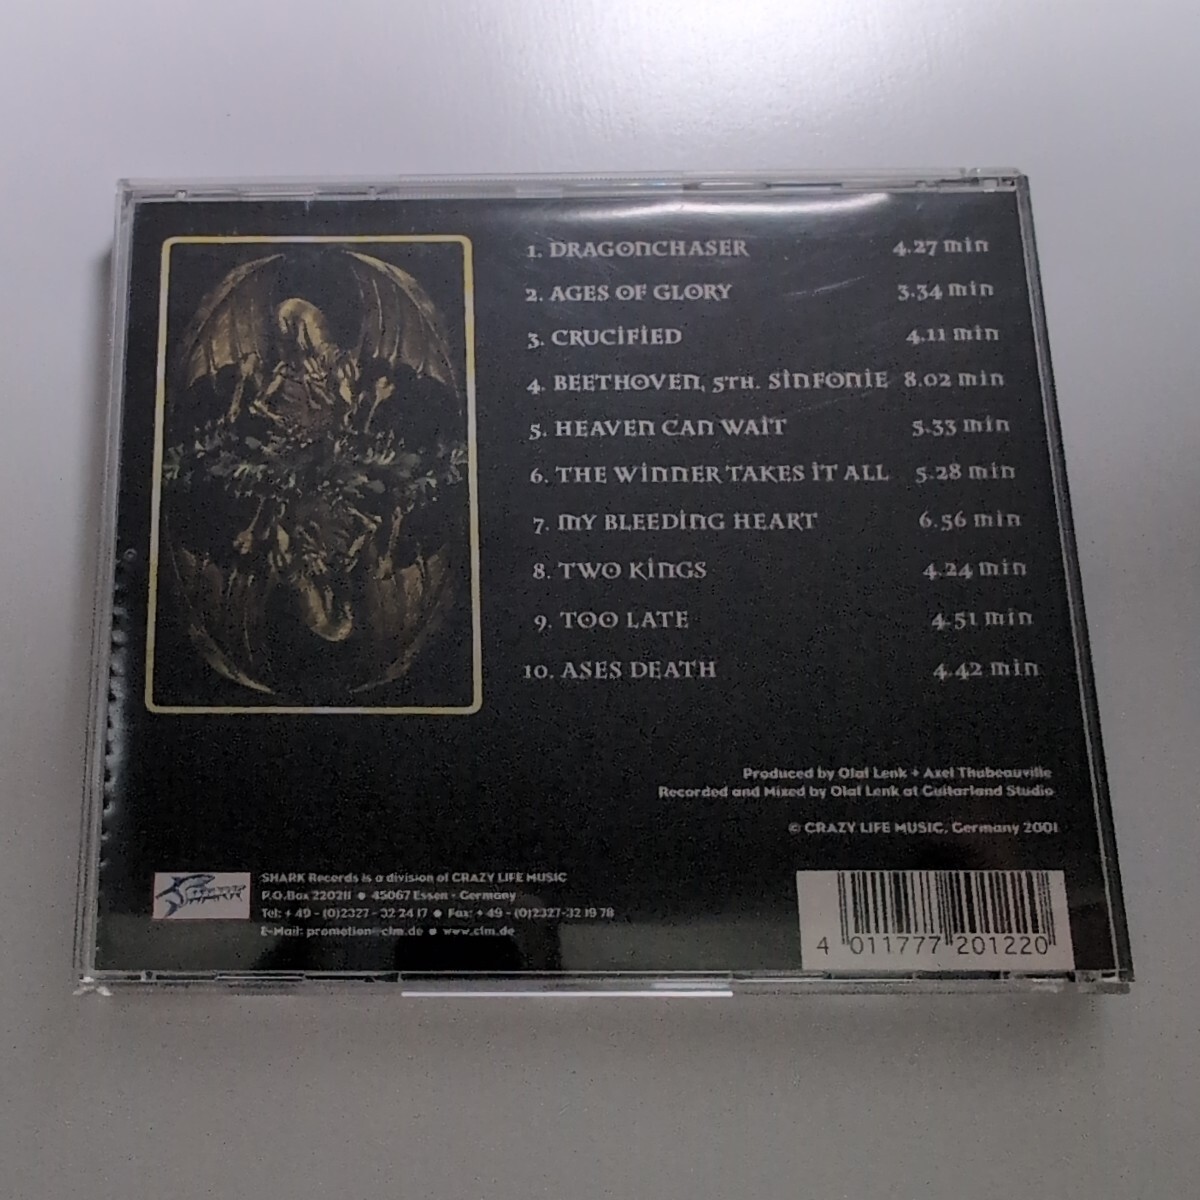 1. DRAGONCHASER 4.27 min
2. AGES OF GLORY 3.34 min
3. CRUCIFIED 4.11 min
4. BEETHOVEN, 5TH. SINFONIE 8.02 min
5. HEAVEN CAN WAIT 5.33 min
6. THE WINNER TAKES IT ALL 5.28 min
7. MY BLEEDING HEART 6.56 min
8. TWO KINGS 4.24 min
9. TOO LATE 4.51 min
10. ASES DEATH 4.42 min
Produced by Olaf Lenk + Axel Thubeauville
Recorded and Mixed by Olaf Lenk at Guitarland Studio
© CRAZY LIFE MUSIC, Germany 2001
SHARK Records is a division of CRAZY LIFE MUSIC
P.O.Box 220211 ● 45067 Essen - Germany
Tel: + 49 - (0)2327 - 32 24 17 ● Fax: + 49 - (0)2327-32 19 78
E-Mail: promotion@clm.de ● www.clm.de
4 011777 201220